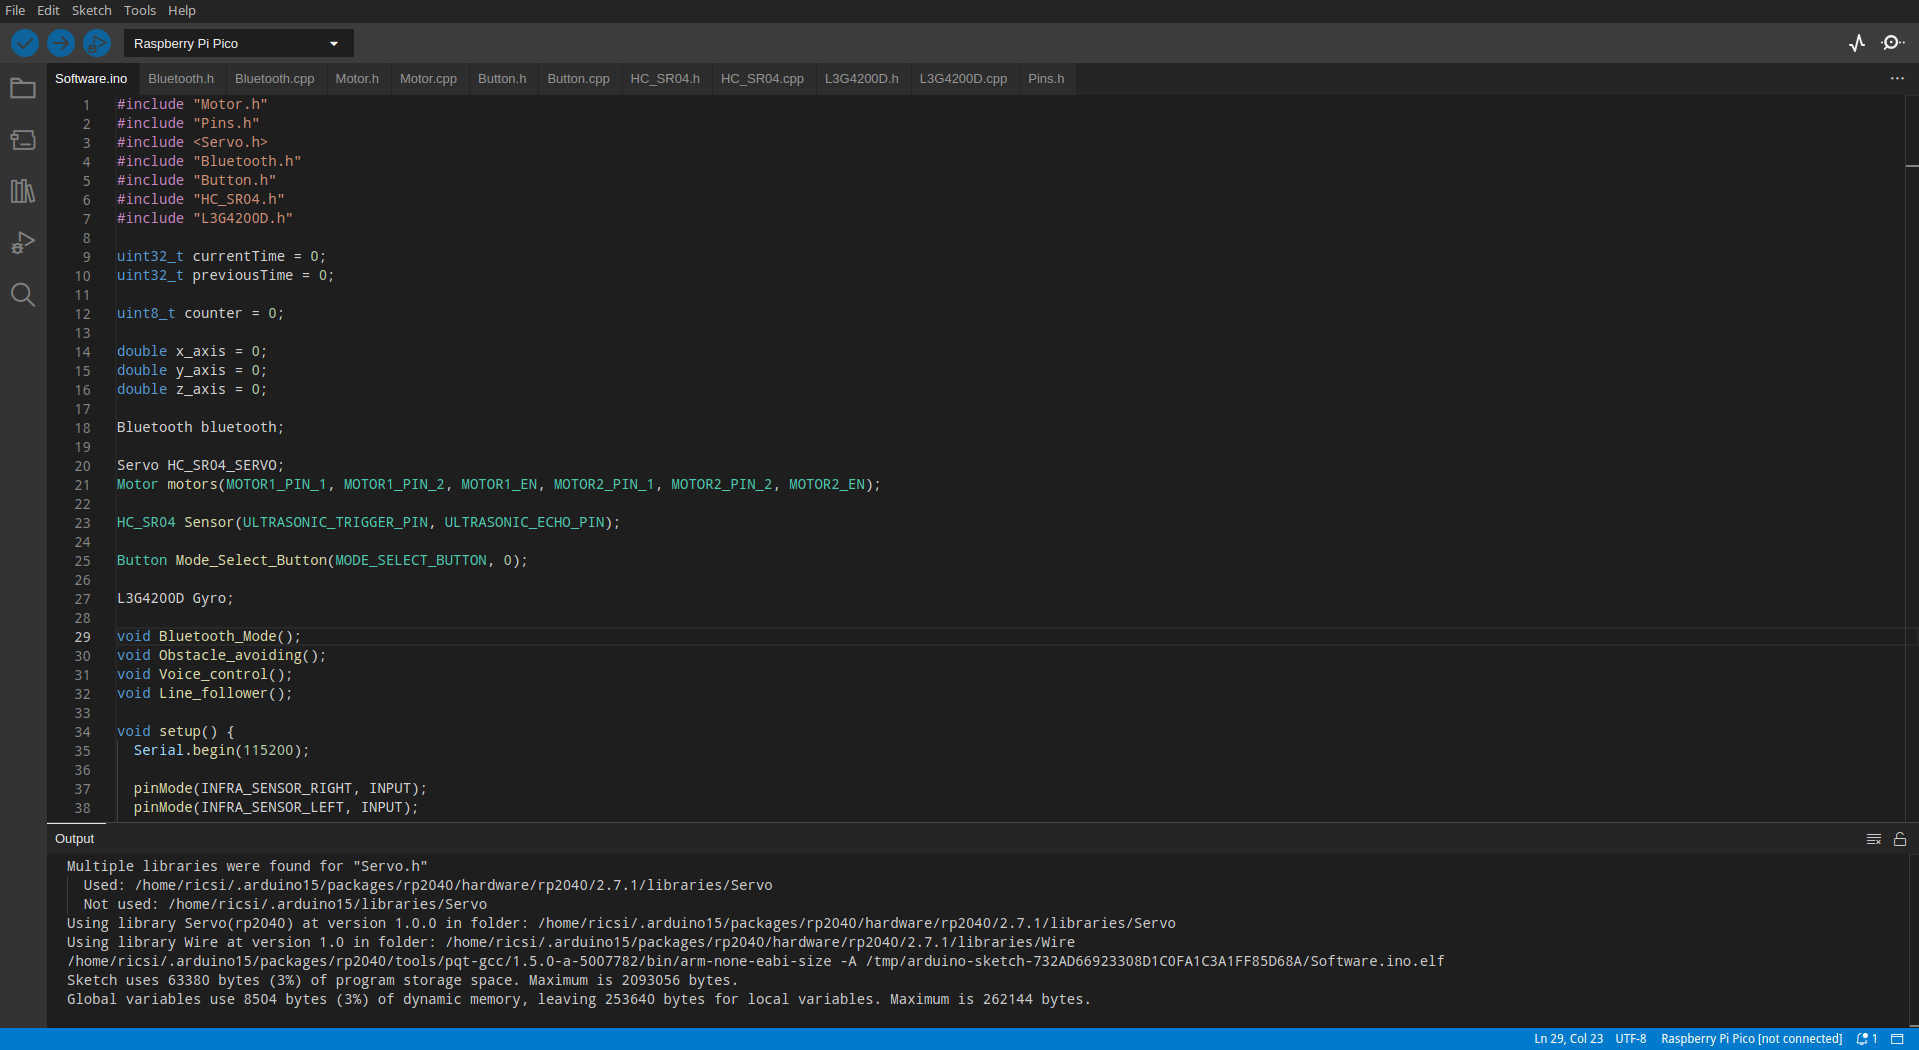 File Edit Sketch Tools Help
Raspberry Pi Pico
Software.ino Bluetooth.h Bluetooth.cpp Motor.h Motor.cpp Button.h Button.cpp HC_SR04.h HC_SR04.cpp L3G4200D.h L3G4200D.cpp Pins.h
1 #include "Motor.h"
2 #include "Pins.h"
3 #include <Servo.h>
4 #include "Bluetooth.h"
5 #include "Button.h"
6 #include "HC_SR04.h"
7 #include "L3G4200D.h"
8
9 uint32_t currentTime = 0;
10 uint32_t previousTime = 0;
11
12 uint8_t counter = 0;
13
14 double x_axis = 0;
15 double y_axis = 0;
16 double z_axis = 0;
17
18 Bluetooth bluetooth;
19
20 Servo HC_SR04_SERVO;
21 Motor motors(MOTOR1_PIN_1, MOTOR1_PIN_2, MOTOR1_EN, MOTOR2_PIN_1, MOTOR2_PIN_2, MOTOR2_EN);
22
23 HC_SR04 Sensor(ULTRASONIC_TRIGGER_PIN, ULTRASONIC_ECHO_PIN);
24
25 Button Mode_Select_Button(MODE_SELECT_BUTTON, 0);
26
27 L3G4200D Gyro;
28
29 void Bluetooth_Mode();
30 void Obstacle_avoiding();
31 void Voice_control();
32 void Line_follower();
33
34 void setup() {
35 Serial.begin(115200);
36
37 pinMode(INFRA_SENSOR_RIGHT, INPUT);
38 pinMode(INFRA_SENSOR_LEFT, INPUT);
Output
Multiple libraries were found for "Servo.h"
Used: /home/ricsi/.arduino15/packages/rp2040/hardware/rp2040/2.7.1/libraries/Servo
Not used: /home/ricsi/.arduino15/libraries/Servo
Using library Servo(rp2040) at version 1.0.0 in folder: /home/ricsi/.arduino15/packages/rp2040/hardware/rp2040/2.7.1/libraries/Servo
Using library Wire at version 1.0 in folder: /home/ricsi/.arduino15/packages/rp2040/hardware/rp2040/2.7.1/libraries/Wire
/home/ricsi/.arduino15/packages/rp2040/tools/pqt-gcc/1.5.0-a-5007782/bin/arm-none-eabi-size -A /tmp/arduino-sketch-732AD66923308D1C0FA1C3A1FF85D68A/Software.ino.elf
Sketch uses 63380 bytes (3%) of program storage space. Maximum is 2093056 bytes.
Global variables use 8504 bytes (3%) of dynamic memory, leaving 253640 bytes for local variables. Maximum is 262144 bytes.
Ln 29, Col 23 UTF-8 Raspberry Pi Pico [not connected] 1